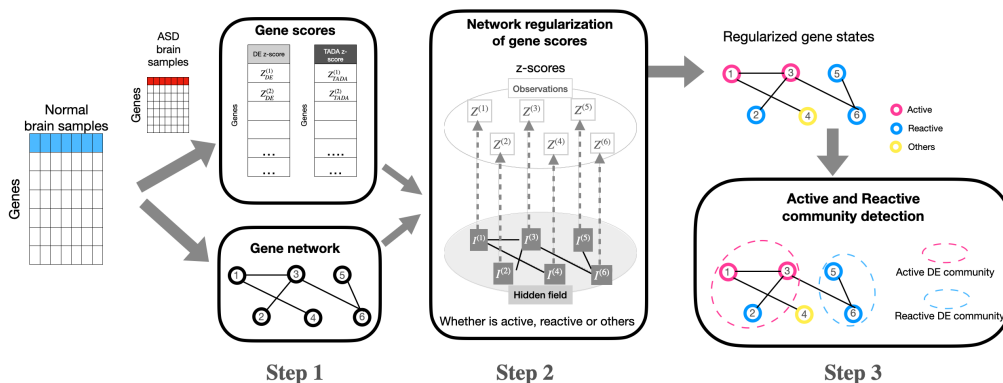 ASD
brain
samples
Genes
Normal
brain samples
Genes
Gene scores
DE z-score
TADA z-
score
Genes
Z_DE^(1)
Z_DE^(2)
...
...
Genes
Z_TADA^(1)
Z_TADA^(2)
....
...
Gene network
1
3
5
2
4
6
Step 1
Network regularization
of gene scores
z-scores
Observations
Z^(1)
Z^(3)
Z^(5)
Z^(2)
Z^(4)
Z^(6)
I^(1)
I^(3)
I^(5)
I^(2)
I^(4)
I^(6)
Hidden field
Whether is active, reactive or others
Step 2
Regularized gene states
1
3
5
2
4
6
Active
Reactive
Others
Active and Reactive
community detection
1
3
5
2
4
6
Active DE community
Reactive DE community
Step 3